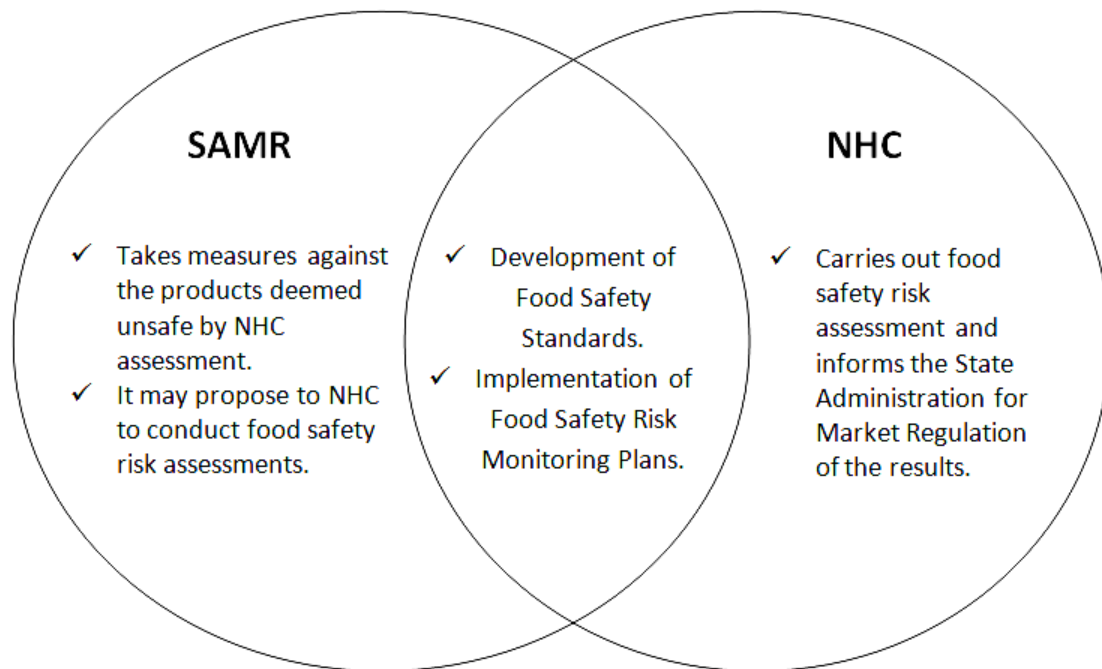 SAMR
✓ Takes measures against
the products deemed
unsafe by NHC
assessment.
✓ It may propose to NHC
to conduct food safety
risk assessments.
✓ Development of
Food Safety
Standards.
✓ Implementation of
Food Safety Risk
Monitoring Plans.
NHC
✓ Carries out food
safety risk
assessment and
informs the State
Administration for
Market Regulation
of the results.